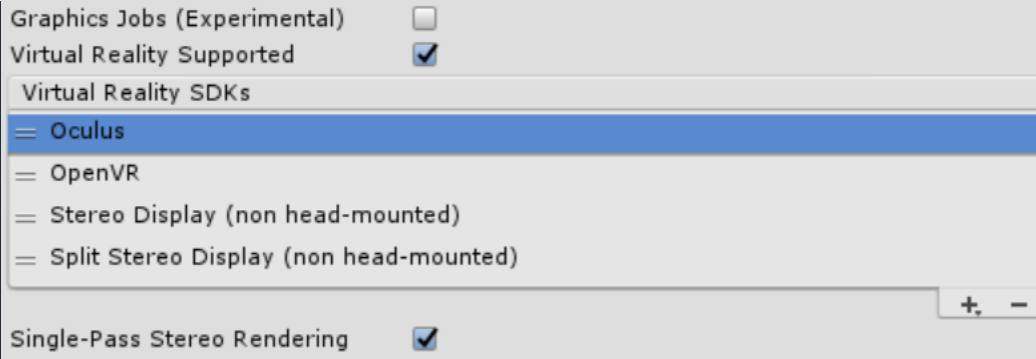 Graphics Jobs (Experimental)
Virtual Reality Supported
Virtual Reality SDKs
Oculus
OpenVR
Stereo Display (non head-mounted)
Split Stereo Display (non head-mounted)
Single-Pass Stereo Rendering